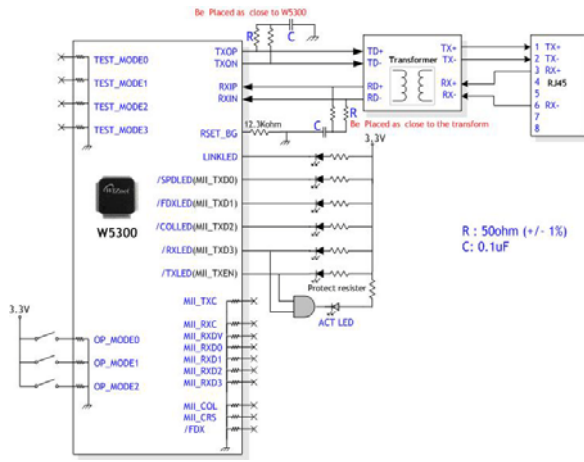 Be Placed as close to W5300
R
C
TXOP
TXON
RXIP
RXIN
RSET_BG
12.3Kohm
C
R
Be Placed as close to the transform
TD+
TD-
RD+
RD-
Transformer
TX+
TX-
RX+
RX-
1 TX+
2 TX-
3 RX+
4
5
6 RX-
7
8
RJ45
TEST_MODE0
TEST_MODE1
TEST_MODE2
TEST_MODE3
3.3V
LINKLED
/SPDLED(MII_TXD0)
/FDXLED(MII_TXD1)
/COLLED(MII_TXD2)
/RXLED(MII_TXD3)
/TXLED(MII_TXEN)
WIZnet
W5300
R : 50ohm (+/- 1%)
C: 0.1uF
Protect resister
ACT LED
MII_TXC
MII_RXC
MII_RXDV
MII_RXD0
MII_RXD1
MII_RXD2
MII_RXD3
MII_COL
MII_CRS
/FDX
3.3V
OP_MODE0
OP_MODE1
OP_MODE2